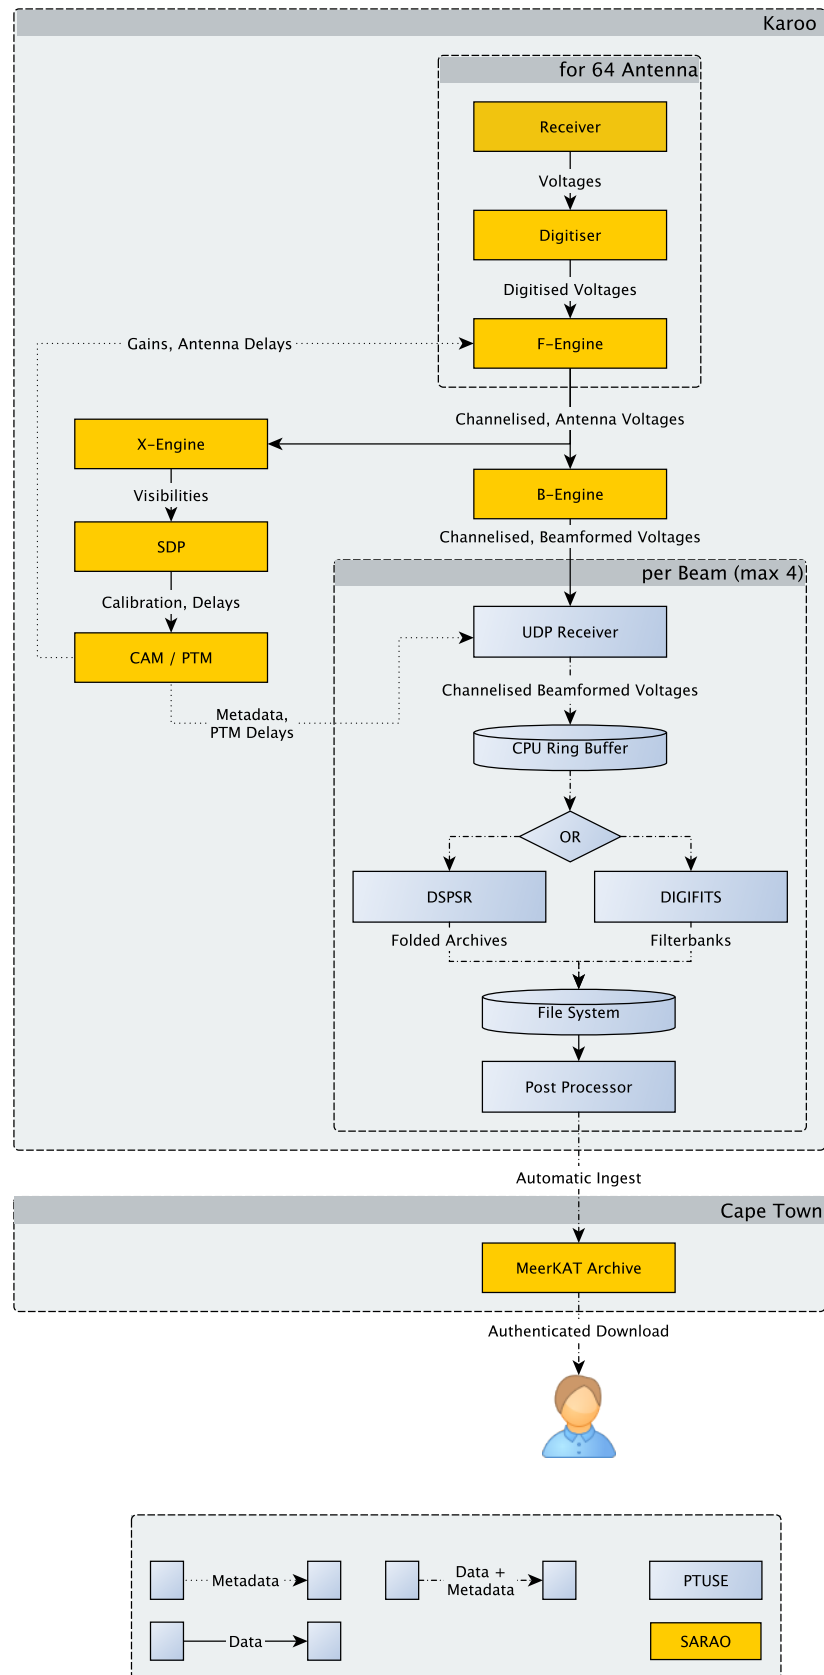 Karoo
for 64 Antenna
Receiver
Voltages
Digitiser
Digitised Voltages
Gains, Antenna Delays
F-Engine
Channelised, Antenna Voltages
X-Engine
Visibilities
B-Engine
Channelised, Beamformed Voltages
SDP
per Beam (max 4)
Calibration, Delays
UDP Receiver
CAM / PTM
Channelised Beamformed Voltages
Metadata,
PTM Delays
CPU Ring Buffer
OR
DSPSR
DIGIFITS
Folded Archives
Filterbanks
File System
Post Processor
Automatic Ingest
Cape Town
MeerKAT Archive
Authenticated Download
Metadata
Data +
Metadata
PTUSE
Data
SARAO